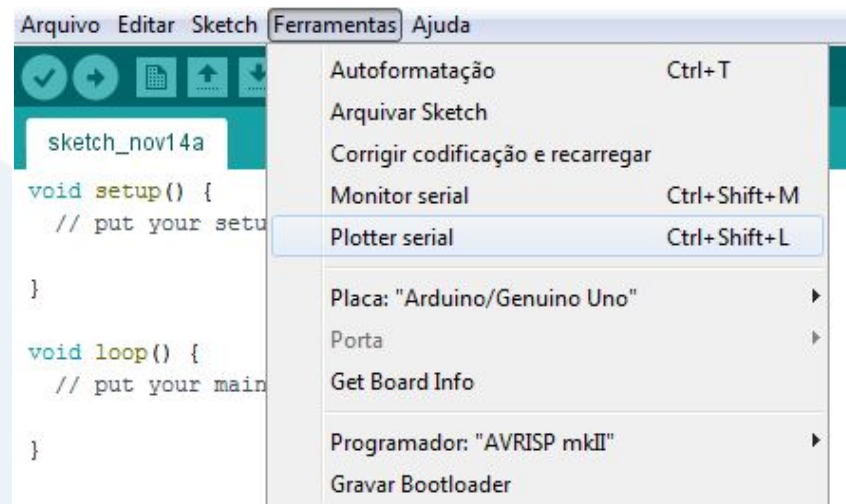 Arquivo Editar Sketch Ferramentas Ajuda
sketch_nov14a
void setup() {
// put your setu
}
void loop() {
// put your main
}
Autoformatação Ctrl+T
Arquivar Sketch
Corrigir codificação e recarregar
Monitor serial Ctrl+Shift+M
Plotter serial Ctrl+Shift+L
Placa: "Arduino/Genuino Uno"
Porta
Get Board Info
Programador: "AVRISP mkII"
Gravar Bootloader